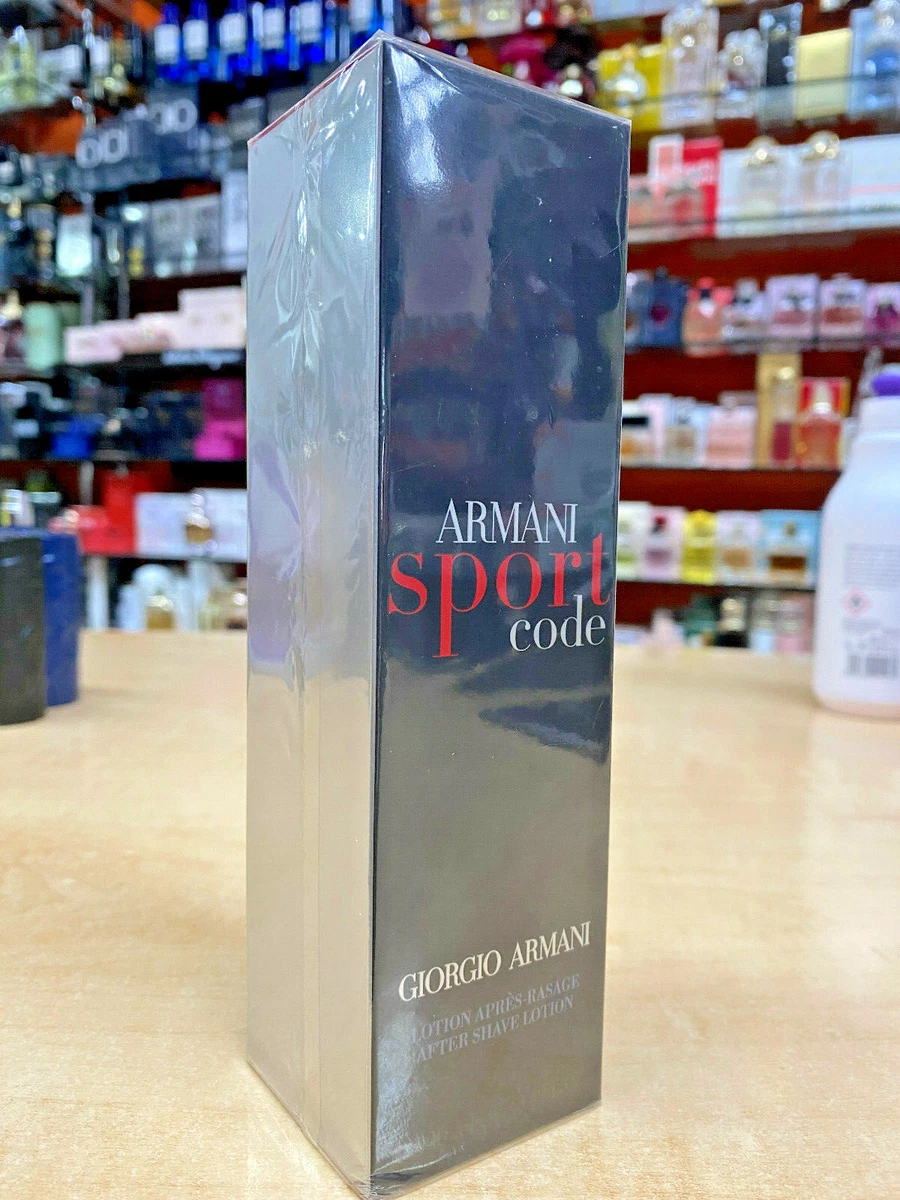 ARMANI
sport
code
GIORGIO ARMANI
LOTION APRÈS-RASAGE
AFTER SHAVE LOTION